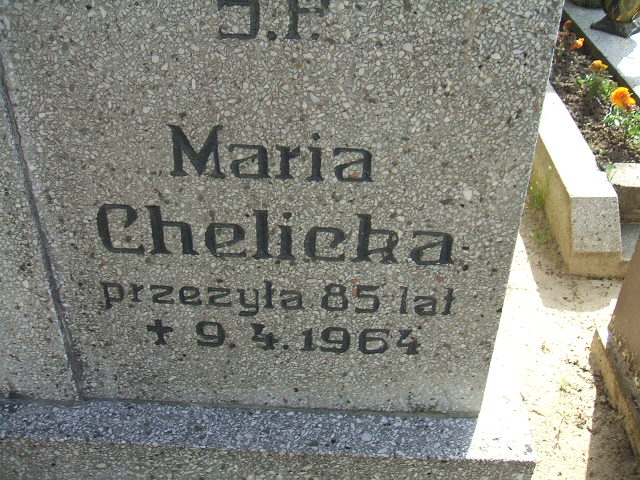 Ś.P.
Maria
Chelicka
przeżyła 85 lat
✝ 9.4.1964